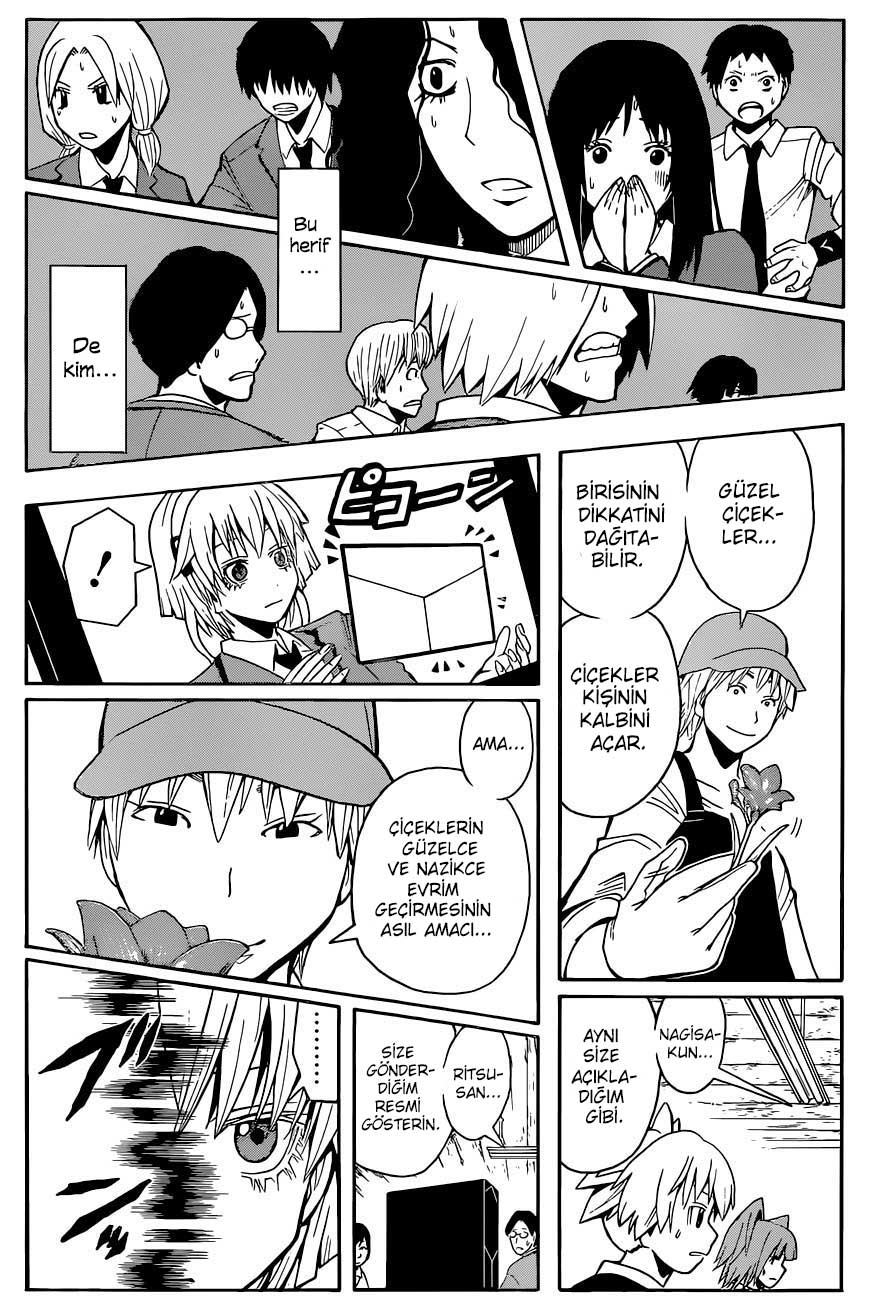 Bu
herif
...
De
kim...
GÜZEL
ÇİÇEK-
LER...
BİRİSİNİN
DİKKATİNİ
DAĞITA-
BİLİR.
ÇİÇEKLER
KİŞİNİN
KALBİNİ
AÇAR.
ピコーン
!
AMA...
ÇİÇEKLERİN
GÜZELCE
VE NAZİKCE
EVRİM
GEÇİRMESİNİN
ASIL AMACI...
NAGİSA-
KUN...
AYNI
SİZE
AÇIKLA-
DIĞIM
GİBİ.
RİTSU-
SAN...
SİZE
GÖNDER-
DİĞİM
RESMİ
GÖSTERİN.
........